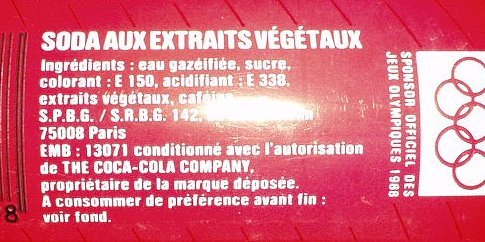 SODA AUX EXTRAITS VÉGÉTAUX
Ingrédients : eau gazéifiée, sucre,
colorant : E 150, acidifiant : E 338,
extraits végétaux,
S.P.B.G. / S.R.B.G. 142,
75008 Paris
EMB : 13071 conditionné avec l'autorisation
de THE COCA-COLA COMPANY,
propriétaire de la marque déposée.
A consommer de préférence avant fin :
voir fond.
SPONSOR OFFICIEL DES
JEUX OLYMPIQUES 1988
8